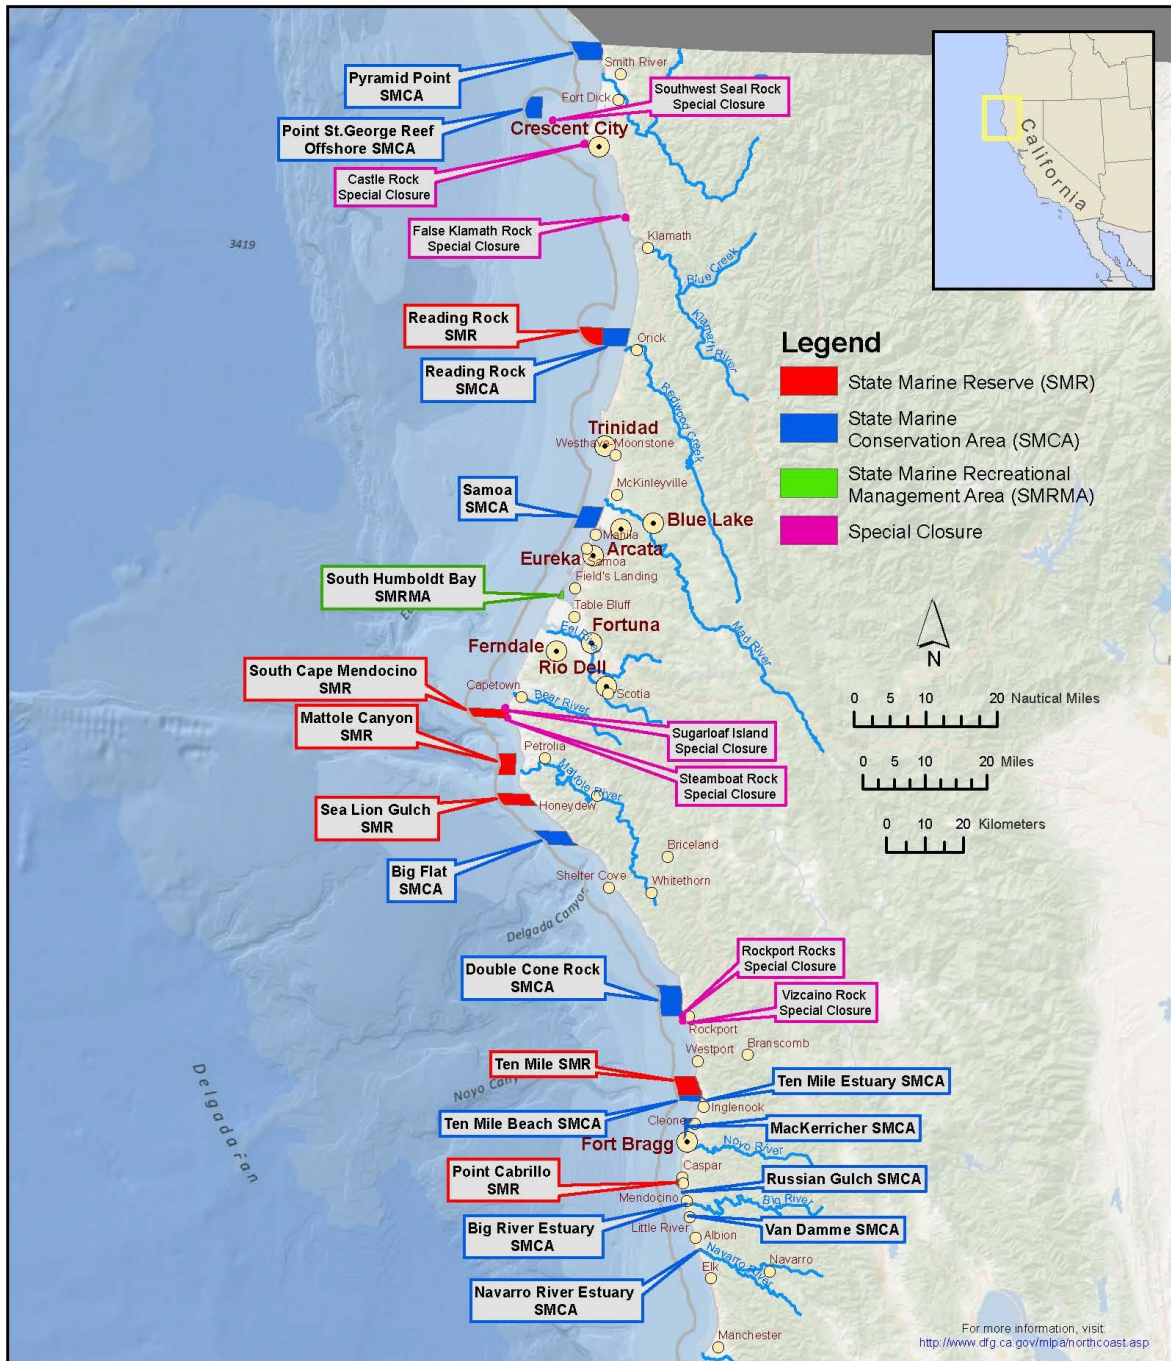 Smith River
Pyramid Point
SMCA
Fort Dick
Southwest Seal Rock
Special Closure
Point St.George Reef
Offshore SMCA
Crescent City
Castle Rock
Special Closure
False Klamath Rock
Special Closure
3419
Klamath
Blue Creek
Klamath River
California
Reading Rock
SMR
Reading Rock
SMCA
Orick
Redwood Creek
Legend
State Marine Reserve (SMR)
State Marine
Conservation Area (SMCA)
State Marine Recreational
Management Area (SMRMA)
Special Closure
Trinidad
Westhaven-Moonstone
McKinleyville
Samoa
SMCA
Blue Lake
Manila
Arcata
Eureka
Samoa
Field's Landing
South Humboldt Bay
SMRMA
Table Bluff
Fortuna
Eel River
Ferndale
Rio Dell
Mad River
N
South Cape Mendocino
SMR
Capetown
Scotia
Bear River
0 5 10 20 Nautical Miles
Mattole Canyon
SMR
Sugarloaf Island
Special Closure
Petrolia
Mattole River
Steamboat Rock
Special Closure
0 5 10 20 Miles
Sea Lion Gulch
SMR
Honeydew
0 10 20 Kilometers
Big Flat
SMCA
Briceland
Shelter Cove
Whitethorn
Delgada Canyon
Double Cone Rock
SMCA
Rockport Rocks
Special Closure
Vizcaino Rock
Special Closure
Rockport
Westport
Branscomb
Ten Mile SMR
Noyo Cany
Ten Mile Estuary SMCA
Inglenook
Ten Mile Beach SMCA
Cleone
MacKerricher SMCA
Fort Bragg
Noyo River
Delgadaran
Caspar
Point Cabrillo
SMR
Russian Gulch SMCA
Mendocino
Big River
Big River Estuary
SMCA
Little River
Van Damme SMCA
Albion
Navarro River
Navarro
Elk
Navarro River Estuary
SMCA
Manchester
For more information, visit:
http://www.dfg.ca.gov/mlpa/northcoast.asp